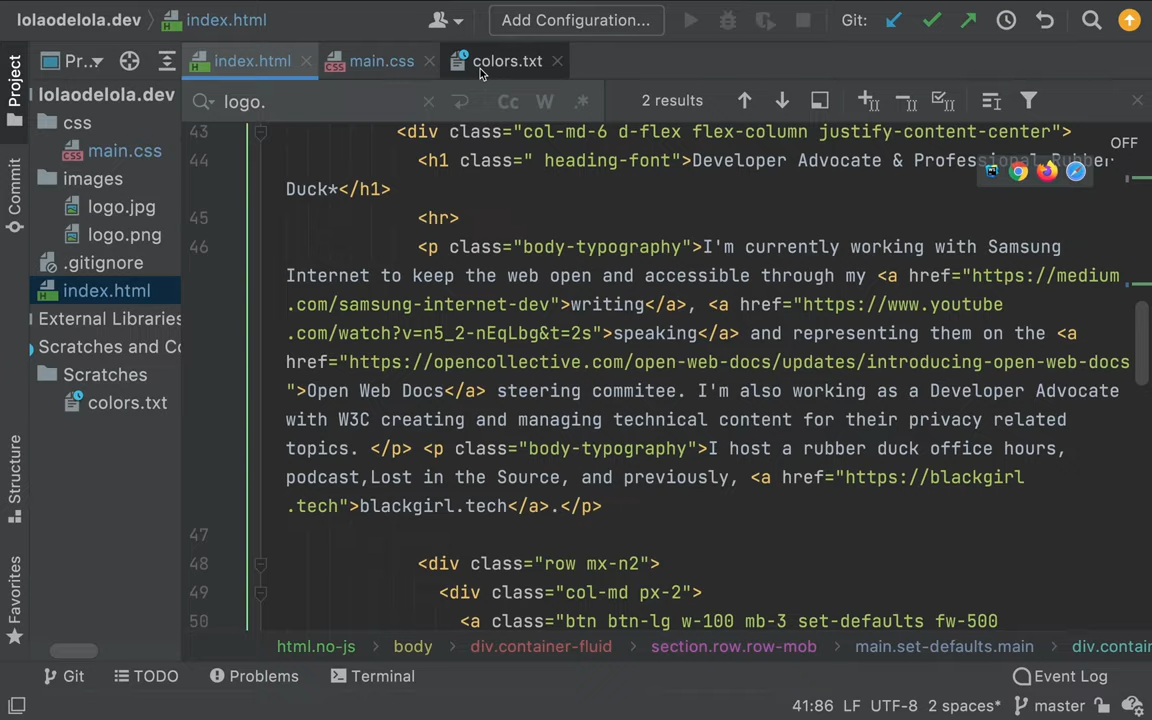 lolaodelola.dev
index.html
Add Configuration...
Git:
Project
Commit
Structure
Favorites
Pr...
index.html
main.css
colors.txt
lolaodelola.dev
css
main.css
images
logo.jpg
logo.png
.gitignore
index.html
External Libraries
Scratches and Co
Scratches
colors.txt
logo.
Cc
W
.*
2 results
OFF
43 <div class="col-md-6 d-flex flex-column justify-content-center">
44 <h1 class=" heading-font">Developer Advocate & Professional Rubber
Duck*</h1>
45 <hr>
46 <p class="body-typography">I'm currently working with Samsung
Internet to keep the web open and accessible through my <a href="https://medium
.com/samsung-internet-dev">writing</a>, <a href="https://www.youtube
.com/watch?v=n5_2-nEqLbg&t=2s">speaking</a> and representing them on the <a
href="https://opencollective.com/open-web-docs/updates/introducing-open-web-docs
">Open Web Docs</a> steering commitee. I'm also working as a Developer Advocate
with W3C creating and managing technical content for their privacy related
topics. </p> <p class="body-typography">I host a rubber duck office hours,
podcast,Lost in the Source, and previously, <a href="https://blackgirl
.tech">blackgirl.tech</a>.</p>
47
48 <div class="row mx-n2">
49 <div class="col-md px-2">
50 <a class="btn btn-lg w-100 mb-3 set-defaults fw-500
html.no-js
body
div.container-fluid
section.row.row-mob
main.set-defaults.main
div.contai
Git
TODO
Problems
Terminal
Event Log
41:86 LF UTF-8 2 spaces* master